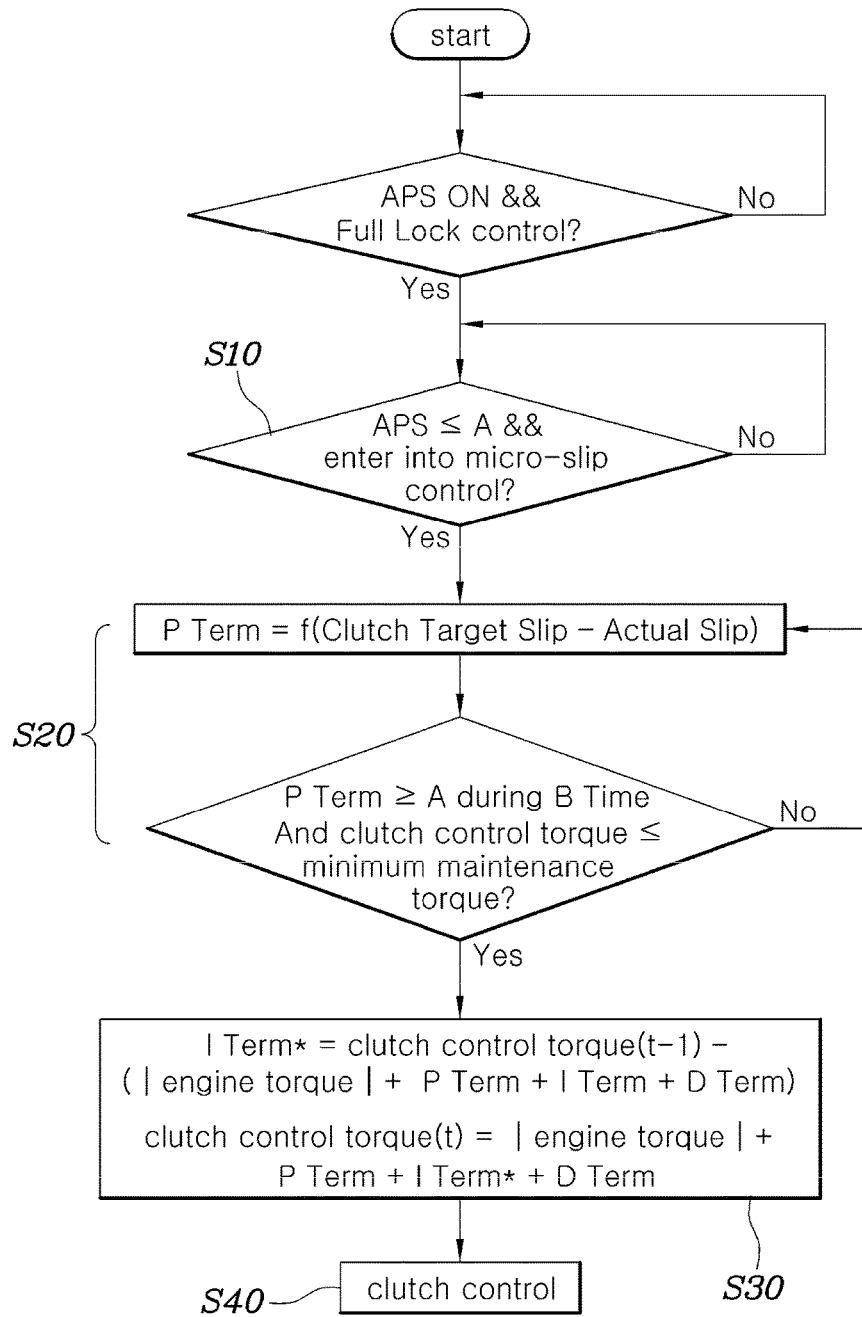 start
APS ON &&
Full Lock control?
No
Yes
S10
APS ≤ A &&
enter into micro-slip
control?
No
Yes
P Term = f(Clutch Target Slip - Actual Slip)
S20
P Term ≥ A during B Time
And clutch control torque ≤
minimum maintenance
torque?
No
Yes
I Term* = clutch control torque(t-1) -
(| engine torque | + P Term + I Term + D Term)
clutch control torque(t) = | engine torque | +
P Term + I Term* + D Term
S30
S40
clutch control